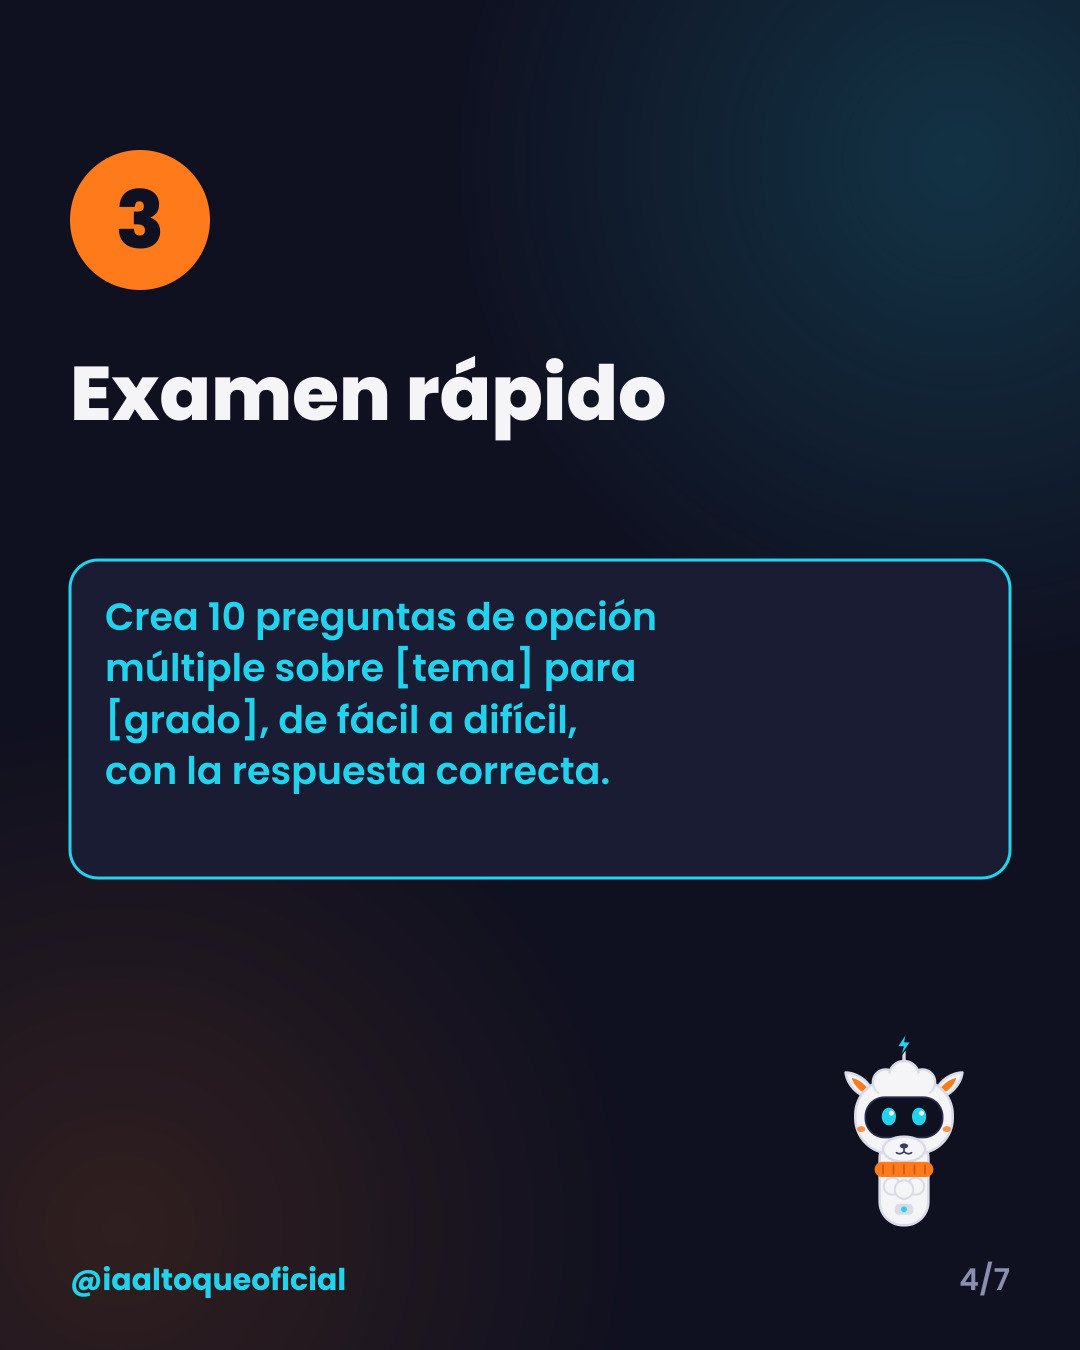 3
Examen rápido
Crea 10 preguntas de opción
múltiple sobre [tema] para
[grado], de fácil a difícil,
con la respuesta correcta.
@iaaltoqueoficial
4/7